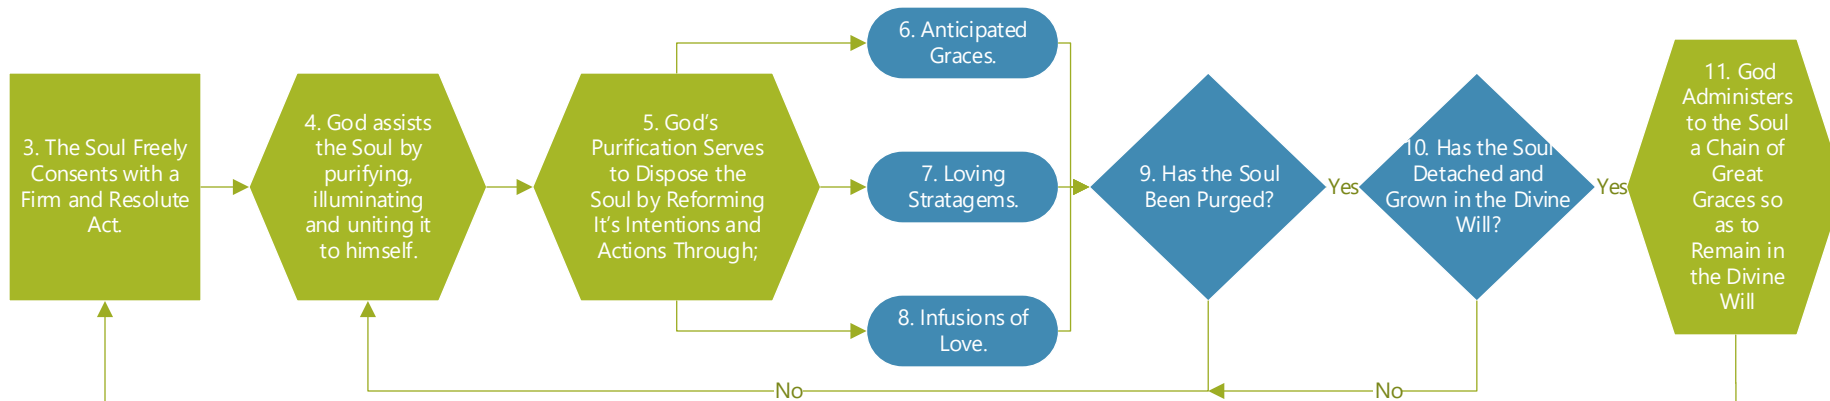 3. The Soul Freely
Consents with a
Firm and Resolute
Act.
4. God assists
the Soul by
purifying,
illuminating
and uniting it
to himself.
5. God's
Purification Serves
to Dispose the
Soul by Reforming
It's Intentions and
Actions Through;
6. Anticipated
Graces.
7. Loving
Stratagems.
8. Infusions of
Love.
9. Has the Soul
Been Purged?
Yes
No
10. Has the Soul
Detached and
Grown in the Divine
Will?
Yes
No
11. God
Administers
to the Soul
a Chain of
Great
Graces so
as to
Remain in
the Divine
Will